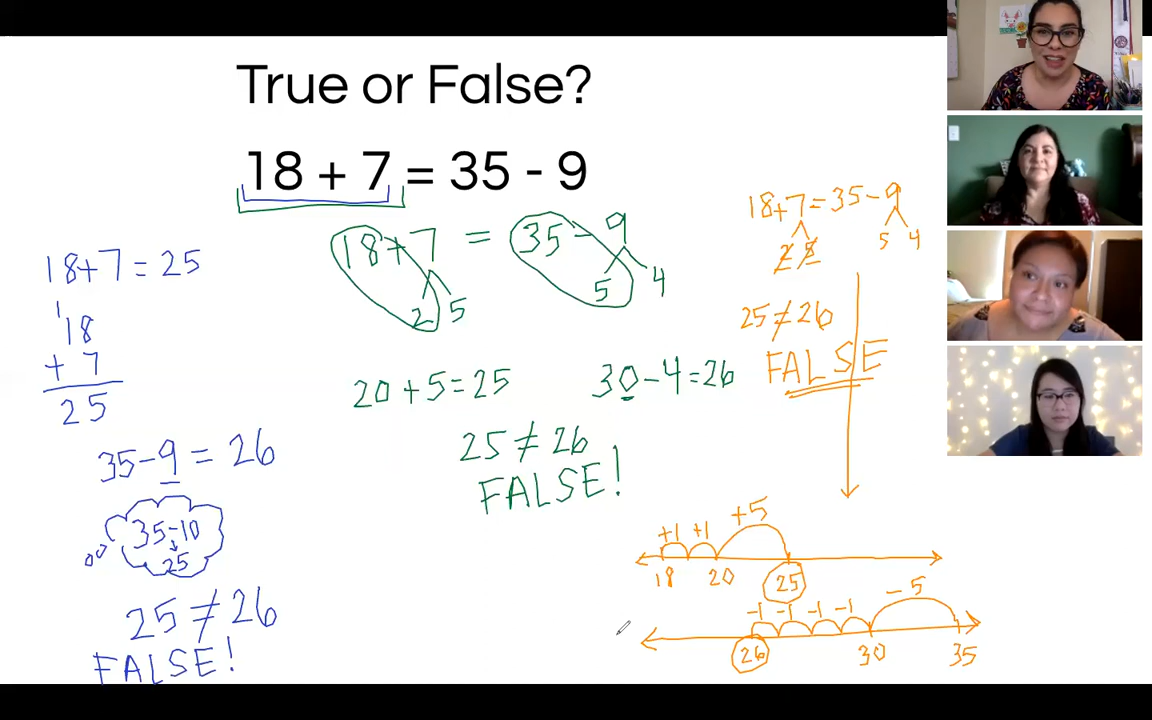 True or False?
18 + 7 = 35 - 9
18+7=25
1
18
+ 7
25
35-9 = 26
35-10
25
25 ≠ 26
FALSE!
18+7 = 35-9
2 5 5 4
20+5=25
30-4=26
25 ≠ 26
FALSE!
18+7=35-9
2 5 5 4
25≠26
FALSE
+1 +1 +5
18 20 25
-1 -1 -1 -1 -5
26 30 35